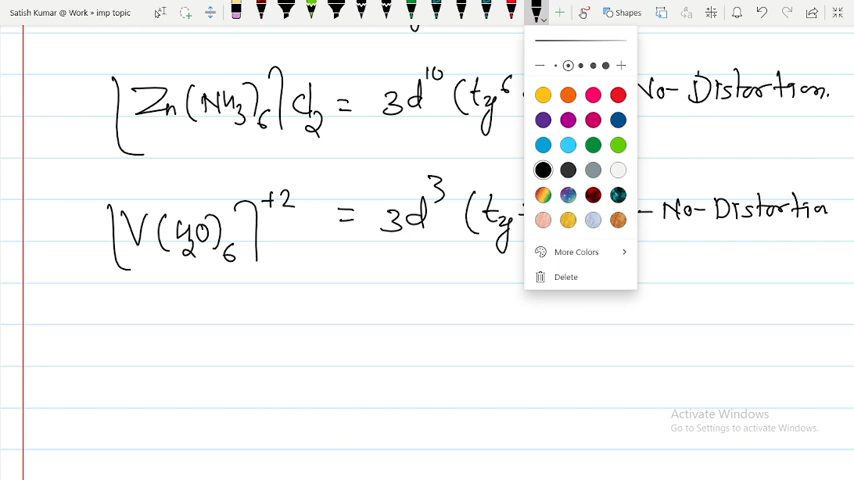 Satish Kumar @ Work » imp topic
Shapes
[Zn(NH3)6]Cl2 = 3d10 (t2g6 No-Distortion.
[V(H2O)6]+2 = 3d3 (t2g - No-Distortion
More Colors
Delete
Activate Windows
Go to Settings to activate Windows.